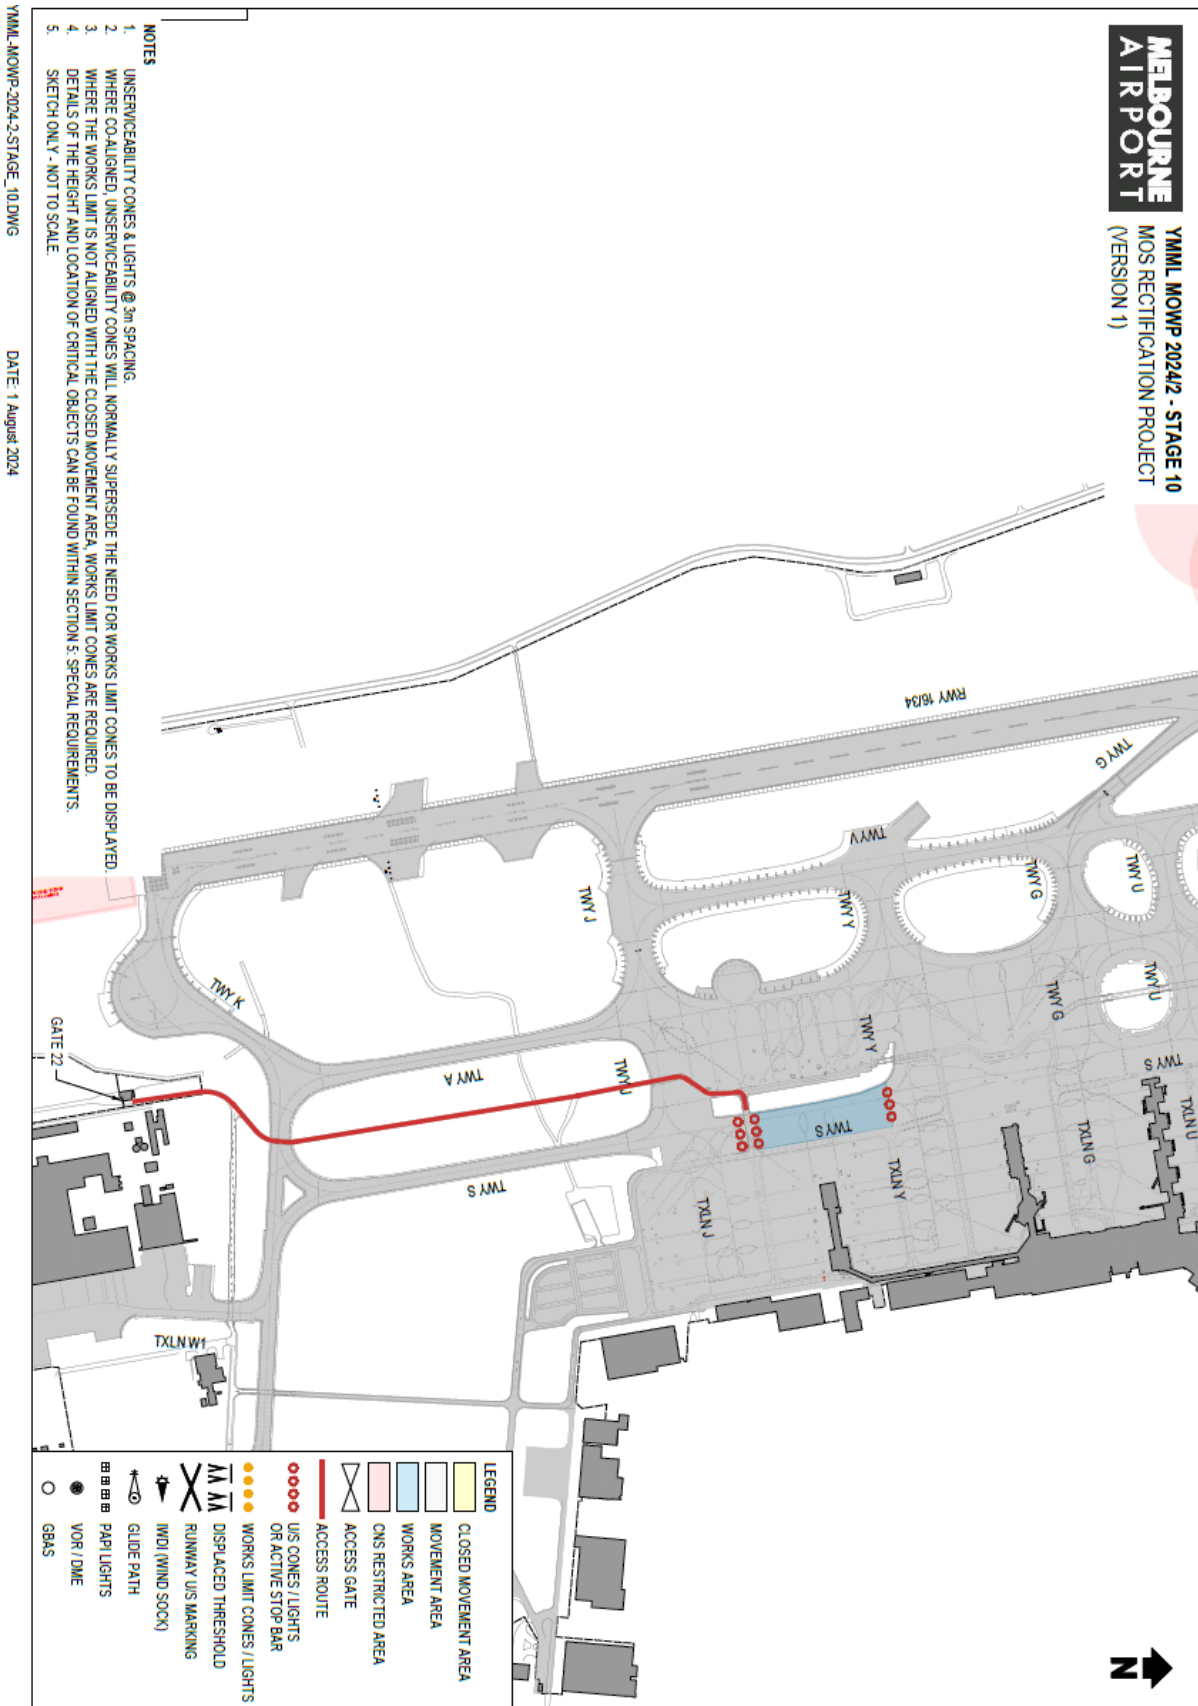 MELBOURNE
AIRPORT
YMML MOWP 2024/2 - STAGE 10
MOS RECTIFICATION PROJECT
(VERSION 1)
N
RWY 16/34
TWY G
TWY V
TWY G
TWY U
TWY J
TWY Y
TWY U
TWY G
TWY K
TWY Y
TWY S
TWY A
TWY J
TXLN U
GATE 22
TWY S
TXLN G
TWY S
TXLN Y
TXLN J
TXLN W1
LEGEND
CLOSED MOVEMENT AREA
MOVEMENT AREA
WORKS AREA
CNS RESTRICTED AREA
ACCESS GATE
ACCESS ROUTE
U/S CONES / LIGHTS
OR ACTIVE STOP BAR
WORKS LIMIT CONES / LIGHTS
DISPLACED THRESHOLD
RUNWAY U/S MARKING
IWDI (WIND SOCK)
GLIDE PATH
PAPI LIGHTS
VOR / DME
GBAS
NOTES
1. UNSERVICEABILITY CONES & LIGHTS @ 3m SPACING.
2. WHERE CO-ALIGNED, UNSERVICEABILITY CONES WILL NORMALLY SUPERSEDE THE NEED FOR WORKS LIMIT CONES TO BE DISPLAYED.
3. WHERE THE WORKS LIMIT IS NOT ALIGNED WITH THE CLOSED MOVEMENT AREA, WORKS LIMIT CONES ARE REQUIRED.
4. DETAILS OF THE HEIGHT AND LOCATION OF CRITICAL OBJECTS CAN BE FOUND WITHIN SECTION 5: SPECIAL REQUIREMENTS.
5. SKETCH ONLY - NOT TO SCALE.
YMML-MOWP-2024-2-STAGE_10.DWG
DATE: 1 August 2024